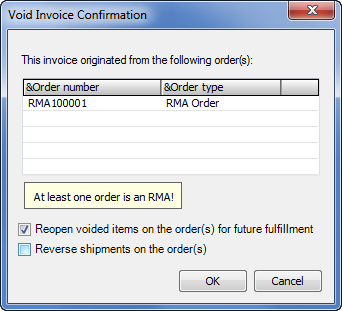 Void Invoice Confirmation
This invoice originated from the following order(s):
&Order number &Order type
RMA100001 RMA Order
At least one order is an RMA!
Reopen voided items on the order(s) for future fulfillment
Reverse shipments on the order(s)
OK Cancel